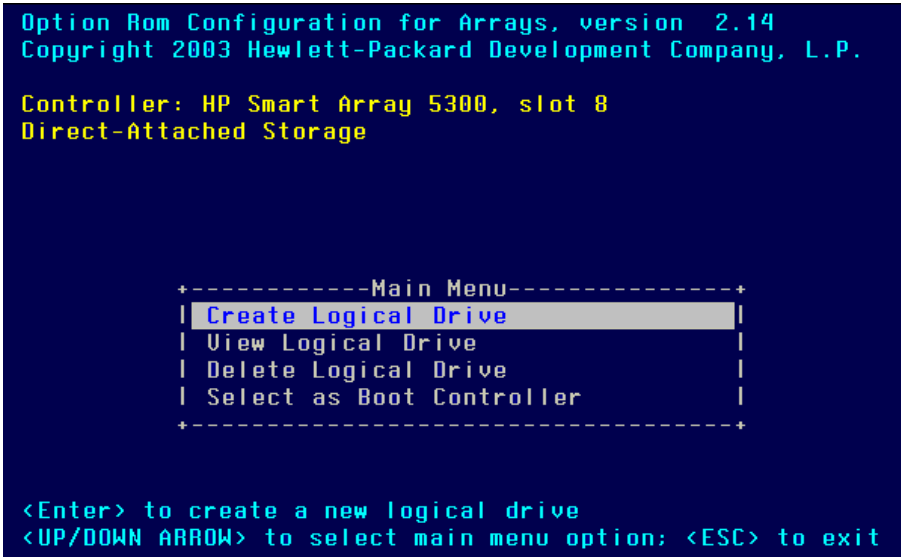 Option Rom Configuration for Arrays, version  2.14
Copyright 2003 Hewlett-Packard Development Company, L.P.
Controller: HP Smart Array 5300, slot 8
Direct-Attached Storage
+------------Main Menu---------------+
| Create Logical Drive               |
| View Logical Drive                 |
| Delete Logical Drive               |
| Select as Boot Controller          |
+------------------------------------+
<Enter> to create a new logical drive
<UP/DOWN ARROW> to select main menu option; <ESC> to exit